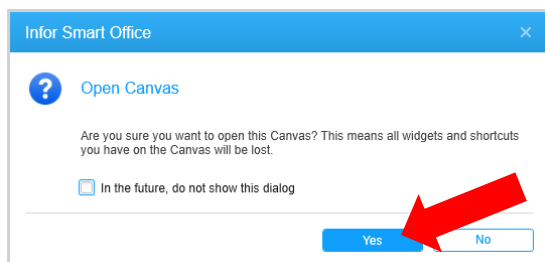 Infor Smart Office
Open Canvas
Are you sure you want to open this Canvas? This means all widgets and shortcuts
you have on the Canvas will be lost.
In the future, do not show this dialog
Yes
No